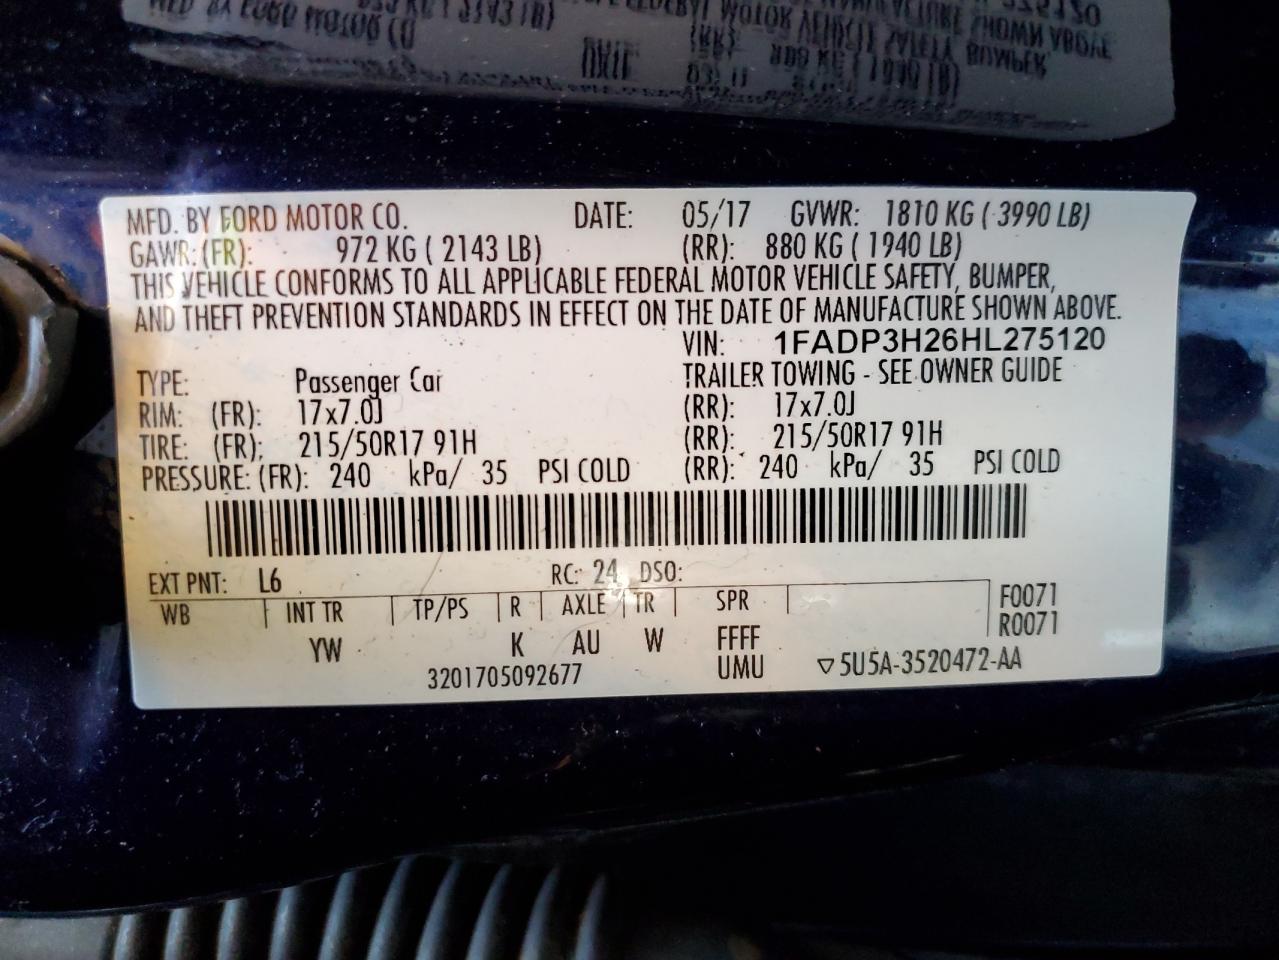 MFD. BY FORD MOTOR CO. DATE: 05/17 GVWR: 1810 KG ( 3990 LB)
GAWR: (FR): 972 KG ( 2143 LB) (RR): 880 KG ( 1940 LB)
THIS VEHICLE CONFORMS TO ALL APPLICABLE FEDERAL MOTOR VEHICLE SAFETY, BUMPER,
AND THEFT PREVENTION STANDARDS IN EFFECT ON THE DATE OF MANUFACTURE SHOWN ABOVE.
VIN: 1FADP3H26HL275120
TYPE: Passenger Car TRAILER TOWING - SEE OWNER GUIDE
RIM: (FR): 17x7.0J (RR): 17x7.0J
TIRE: (FR): 215/50R17 91H (RR): 215/50R17 91H
PRESSURE: (FR): 240 kPa/ 35 PSI COLD (RR): 240 kPa/ 35 PSI COLD
EXT PNT: L6 RC: 24 DSO:
WB INT TR TP/PS R AXLE TR SPR F0071
R0071
YW K AU W FFFF
3201705092677 UMU ▽5U5A-3520472-AA